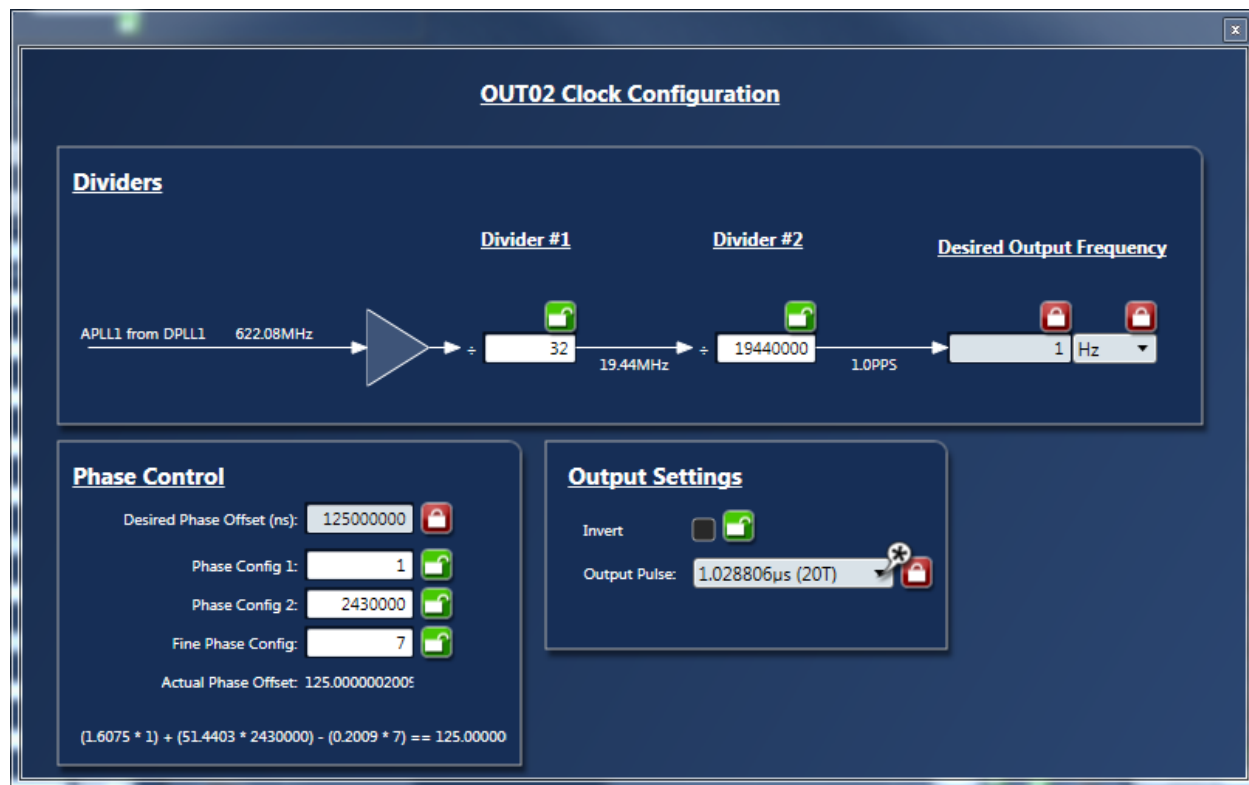 x
OUT02 Clock Configuration
Dividers
Divider #1
Divider #2
Desired Output Frequency
APLL1 from DPLL1 622.08MHz
÷ 32
19.44MHz
÷ 19440000
1.0PPS
1 Hz
Phase Control
Desired Phase Offset (ns): 125000000
Phase Config 1: 1
Phase Config 2: 2430000
Fine Phase Config: 7
Actual Phase Offset: 125.0000002009
(1.6075 * 1) + (51.4403 * 2430000) - (0.2009 * 7) == 125.00000
Output Settings
Invert
Output Pulse: 1.028806µs (20T)